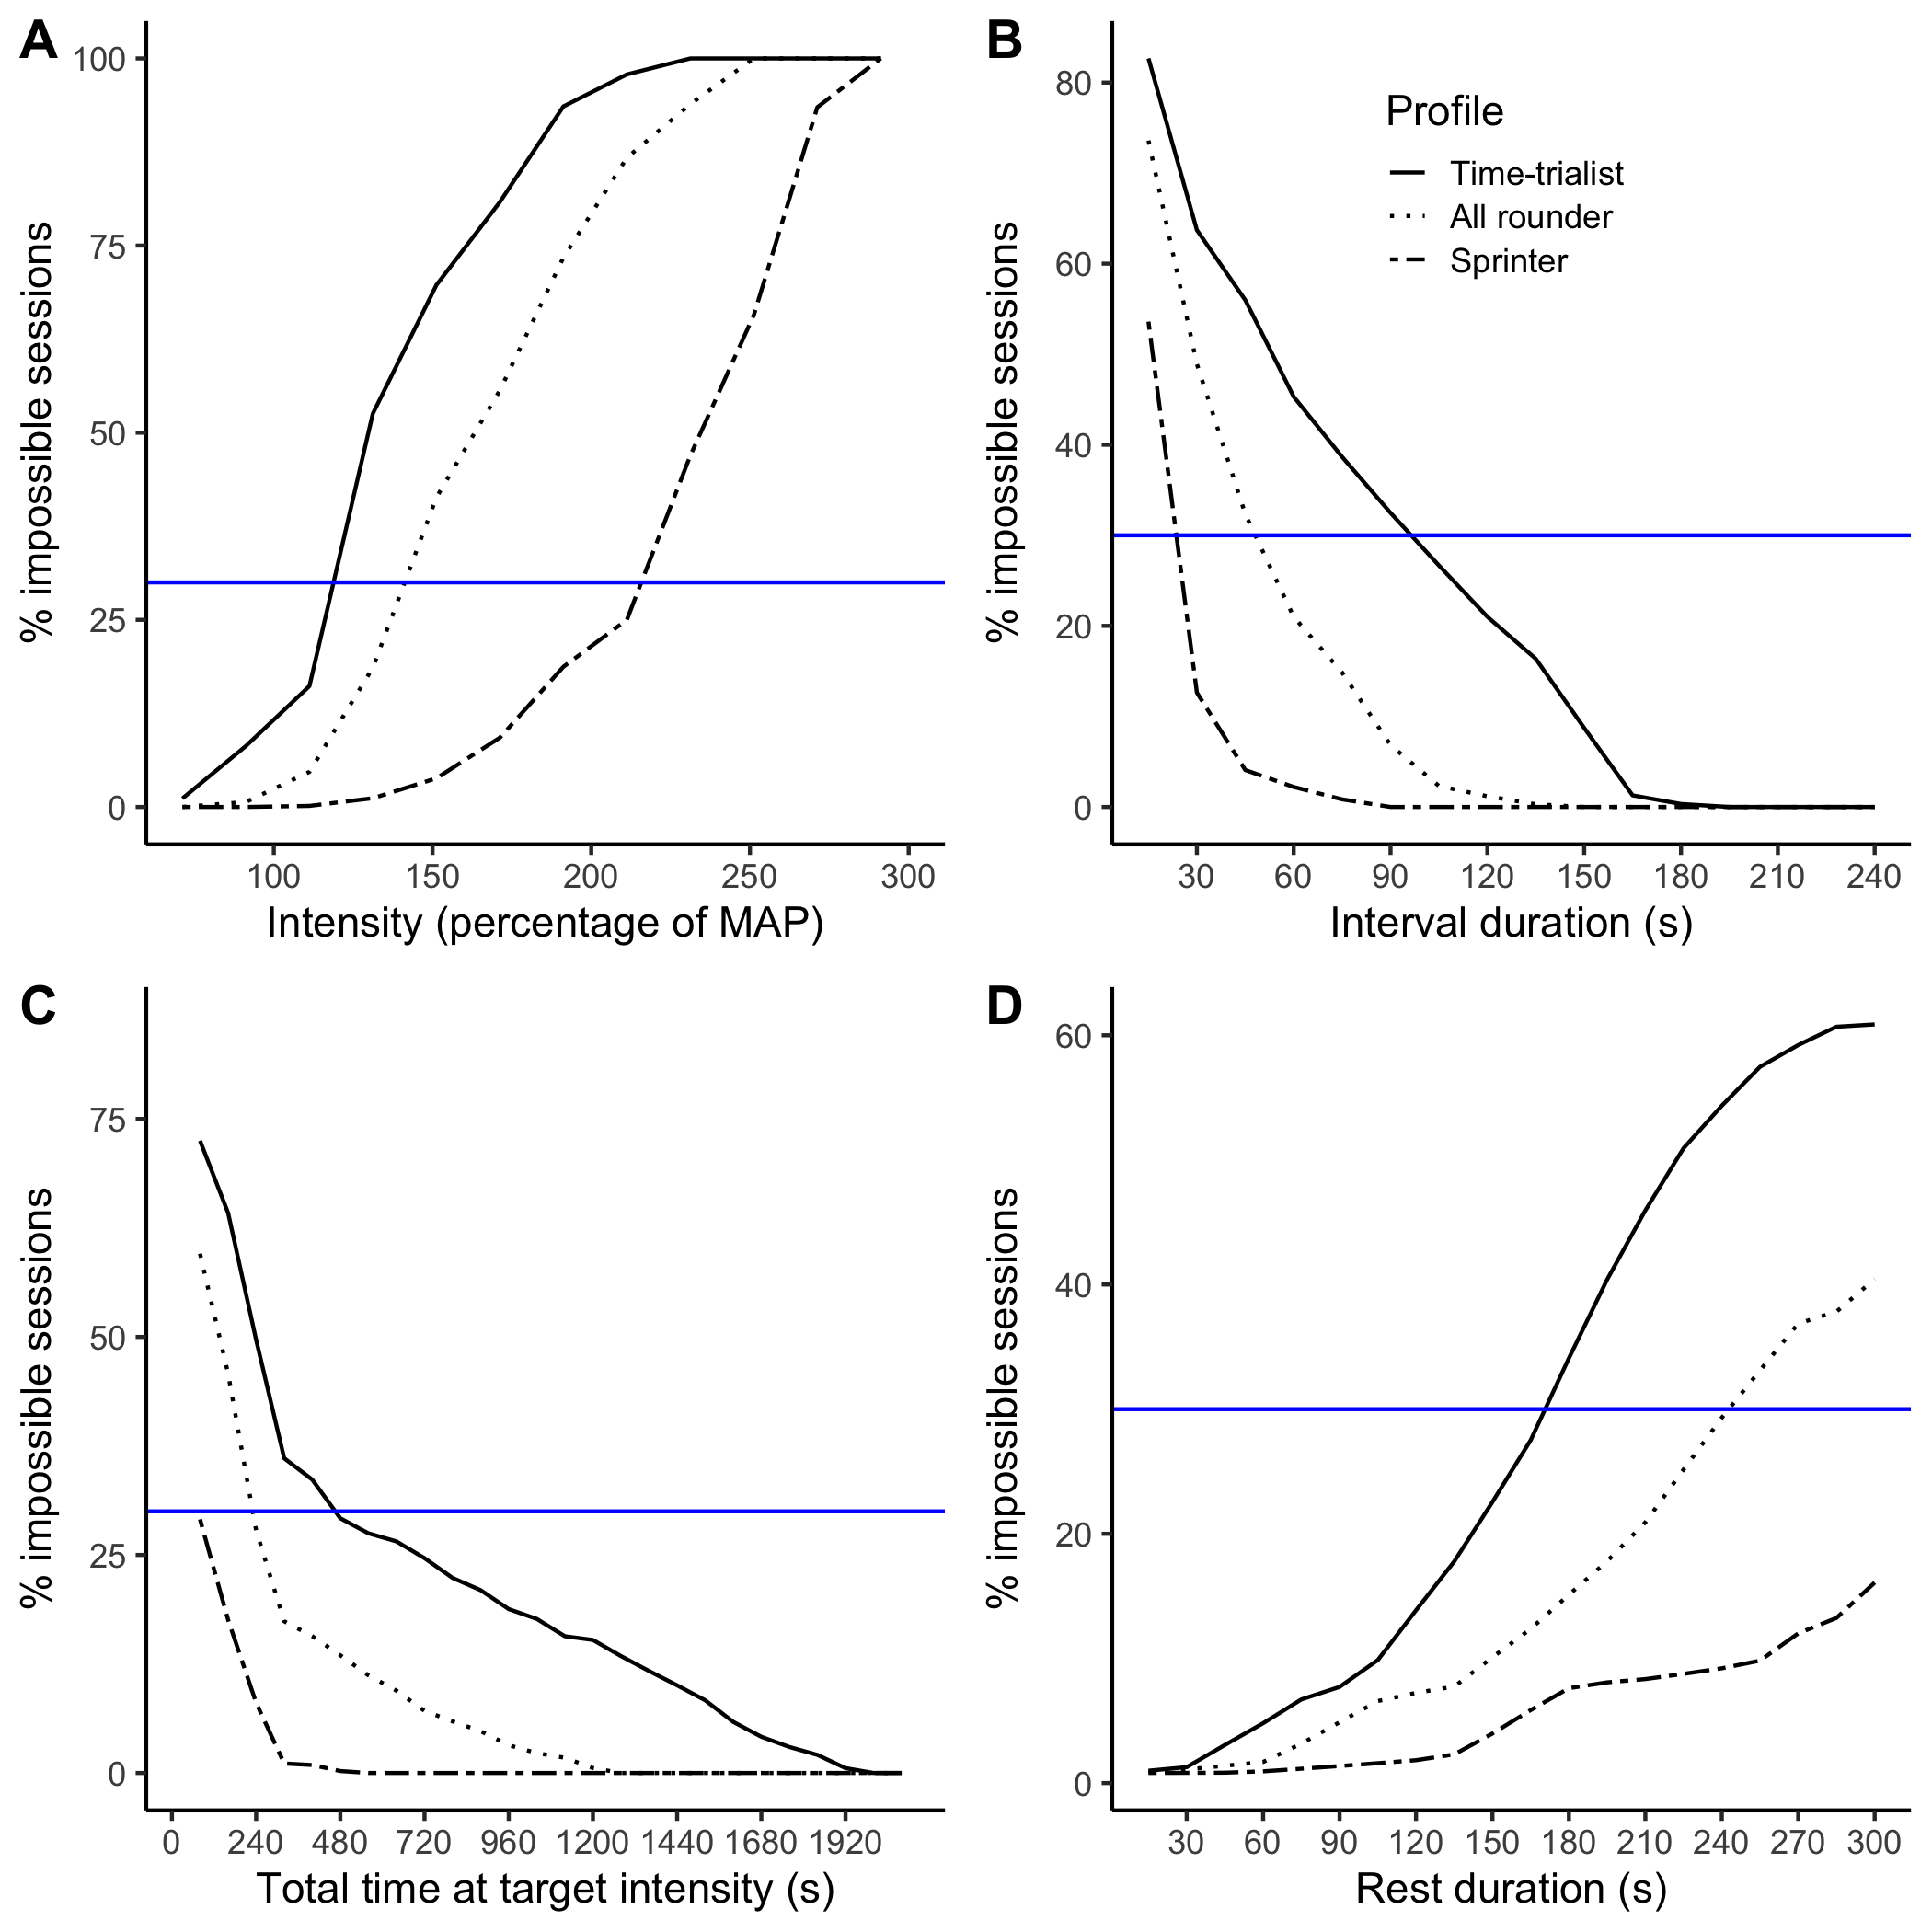 A
% impossible sessions
100
75
50
25
0
100 150 200 250 300
Intensity (percentage of MAP)
B
% impossible sessions
80
60
40
20
0
Profile
Time-trialist
All rounder
Sprinter
30 60 90 120 150 180 210 240
Interval duration (s)
C
% impossible sessions
75
50
25
0
0 240 480 720 960 1200 1440 1680 1920
Total time at target intensity (s)
D
% impossible sessions
60
40
20
0
30 60 90 120 150 180 210 240 270 300
Rest duration (s)